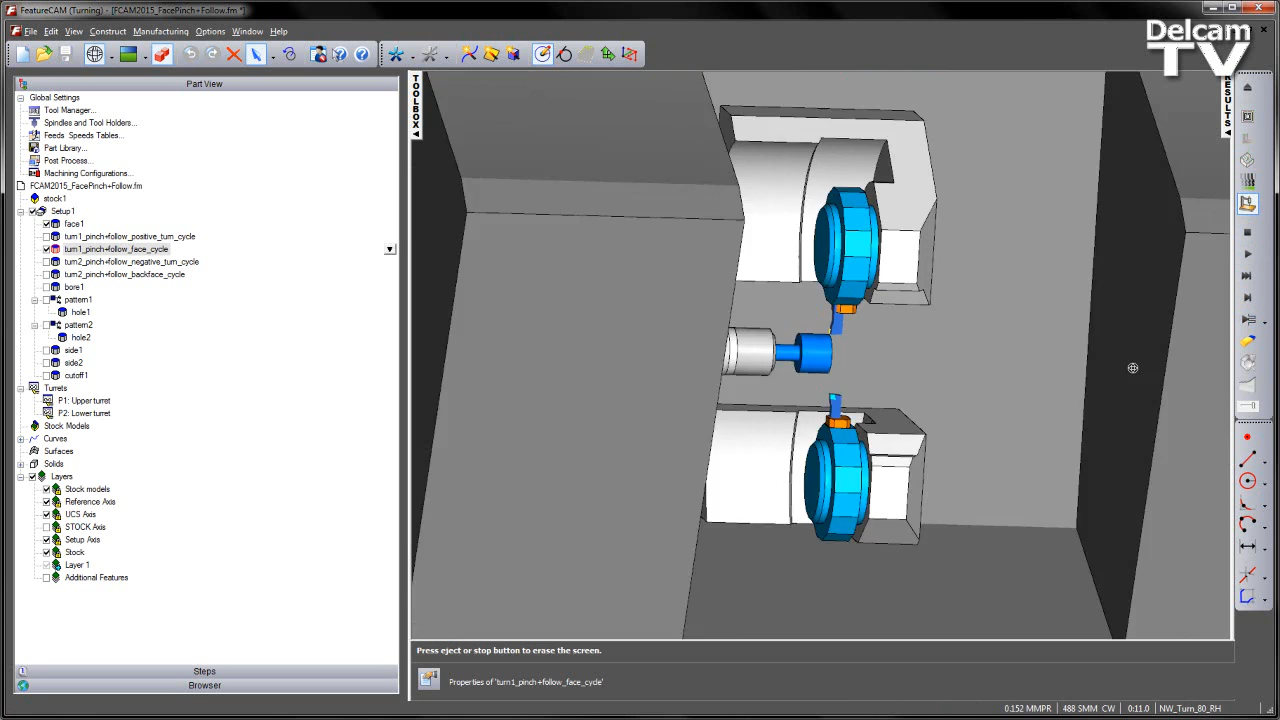 FeatureCAM (Turning) - [FCAM2015_FacePinch+Follow.fm *]
File Edit View Construct Manufacturing Options Window Help
Delcam
TV
Part View
TOOLBOX
RESULTS
Global Settings
Tool Manager...
Spindles and Tool Holders...
Feeds Speeds Tables...
Part Library...
Post Process...
Machining Configurations...
FCAM2015_FacePinch+Follow.fm
stock1
Setup1
face1
turn1_pinch+follow_positive_turn_cycle
turn1_pinch+follow_face_cycle
turn2_pinch+follow_negative_turn_cycle
turn2_pinch+follow_backface_cycle
bore1
pattern1
hole1
pattern2
hole2
side1
side2
cutoff1
Turrets
P1: Upper turret
P2: Lower turret
Stock Models
Curves
Surfaces
Solids
Layers
Stock models
Reference Axis
UCS Axis
STOCK Axis
Setup Axis
Stock
Layer 1
Additional Features
Steps
Browser
Press eject or stop button to erase the screen.
Properties of 'turn1_pinch+follow_face_cycle'
0.152 MMPR 488 SMM CW 0:11.0 NW_Turn_80_RH